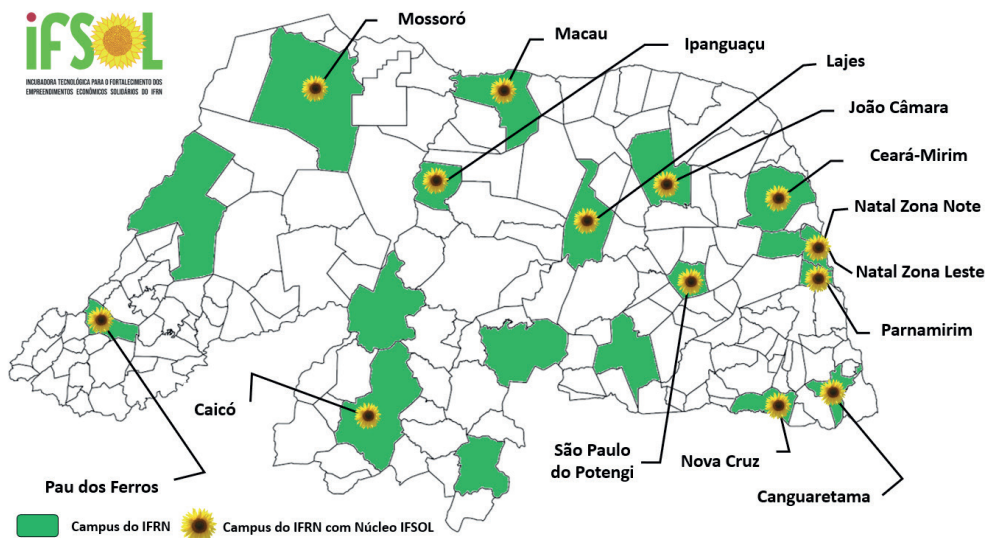 iFSOL
INCUBADORA TECNOLÓGICA PARA O FORTALECIMENTO DOS
EMPREENDIMENTOS ECONÔMICOS SOLIDÁRIOS DO IFRN
Mossoró
Macau
Ipanguaçu
Lajes
João Câmara
Ceará-Mirim
Natal Zona Note
Natal Zona Leste
Parnamirim
Caicó
São Paulo
do Potengi
Nova Cruz
Pau dos Ferros
Canguaretama
Campus do IFRN
Campus do IFRN com Núcleo IFSOL